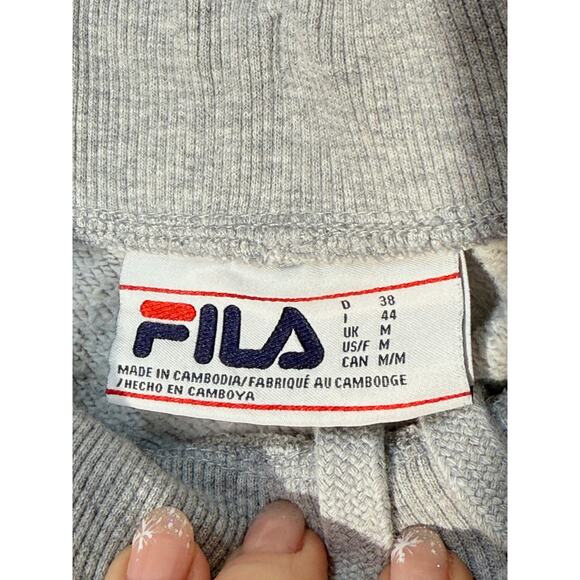 FILA
D 38
I 44
UK M
US/F M
CAN M/M
MADE IN CAMBODIA/FABRIQUÉ AU CAMBODGE
/HECHO EN CAMBOYA